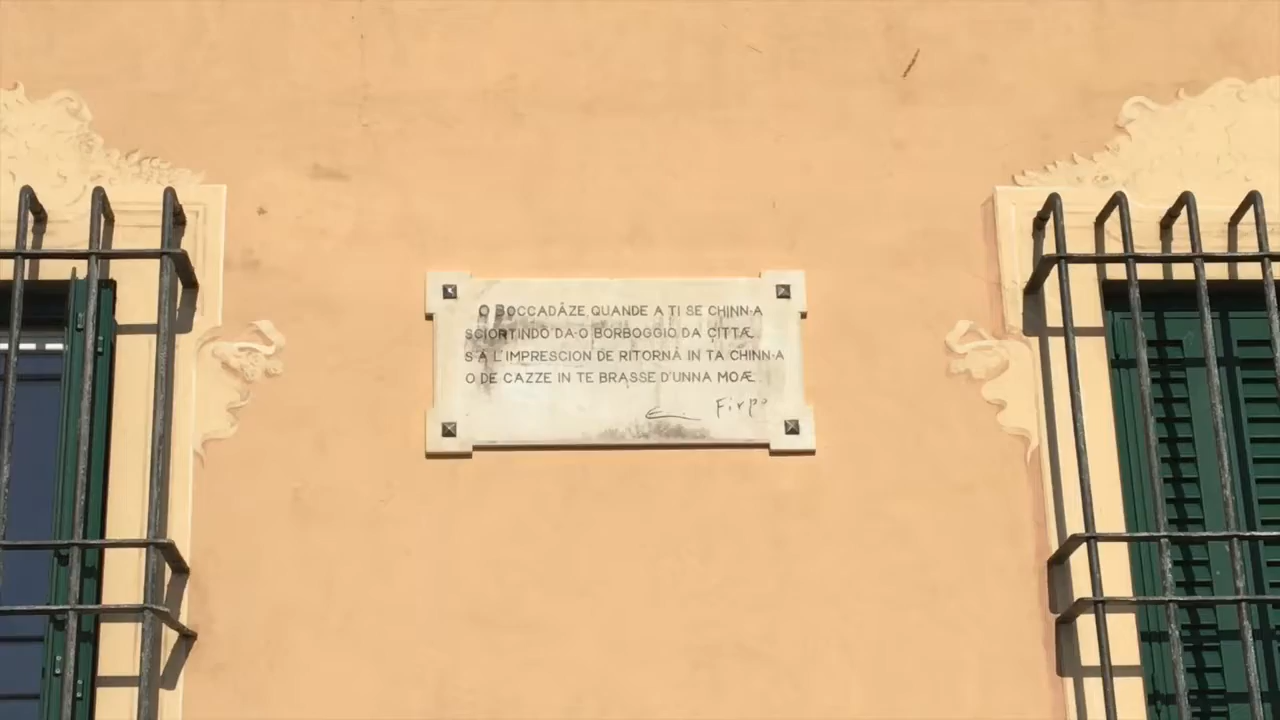 O BOCCADÂZE, QUANDE A TI SE CHINN-A
SCIORTINDO DA-O BORBOGGIO DA ÇITTÆ
S'À L'IMPRESCION DE RITORNÀ IN TA CHINN-A
O DE CAZZE IN TE BRASSE D'UNNA MOÆ
E. Firpo